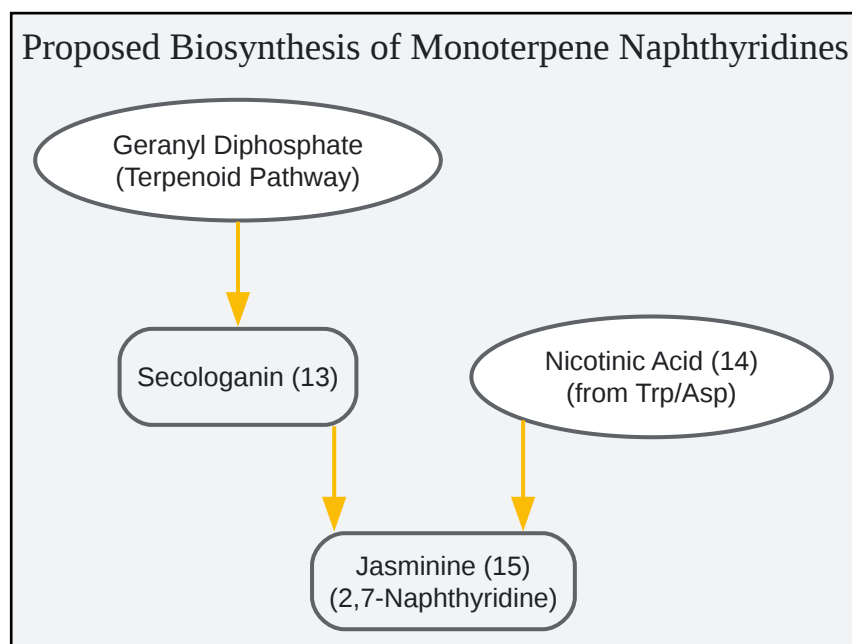 Proposed Biosynthesis of Monoterpene Naphthyridines
Geranyl Diphosphate
(Terpenoid Pathway)
Secologanin (13)
Nicotinic Acid (14)
(from Trp/Asp)
Jasminine (15)
(2,7-Naphthyridine)